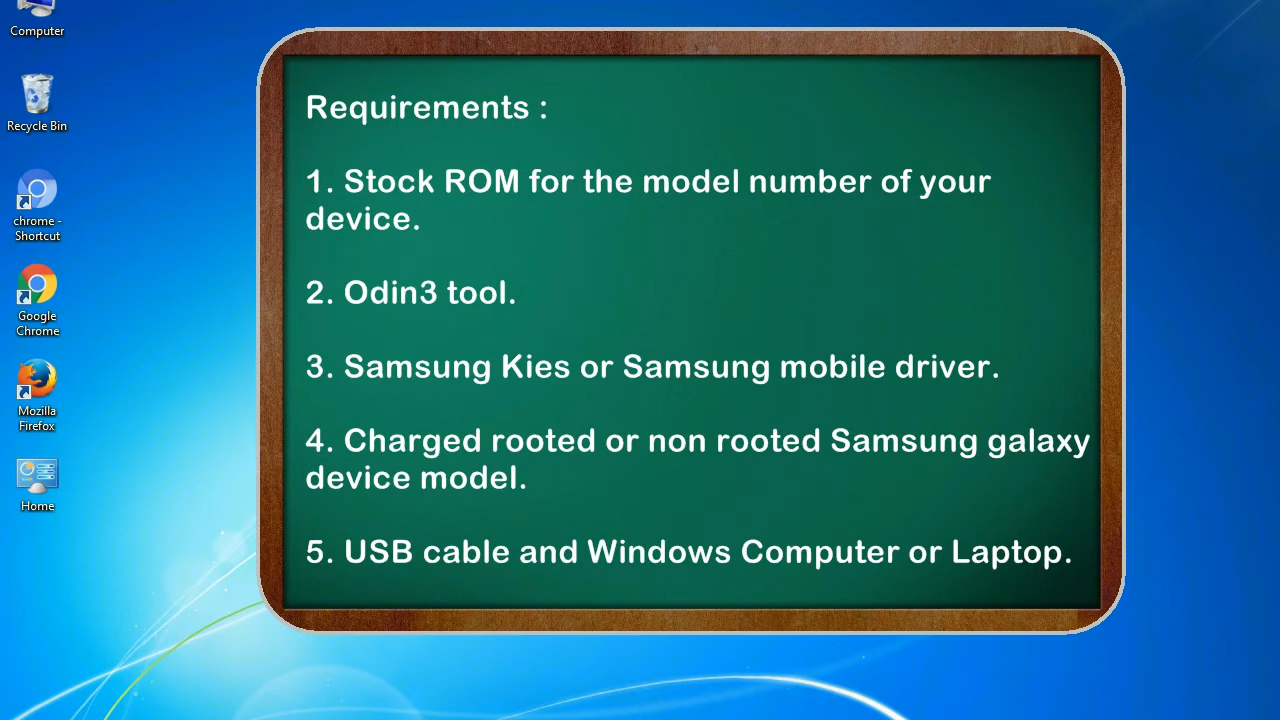 Computer
Recycle Bin
chrome -
Shortcut
Google
Chrome
Mozilla
Firefox
Home
Requirements :
1. Stock ROM for the model number of your
device.
2. Odin3 tool.
3. Samsung Kies or Samsung mobile driver.
4. Charged rooted or non rooted Samsung galaxy
device model.
5. USB cable and Windows Computer or Laptop.